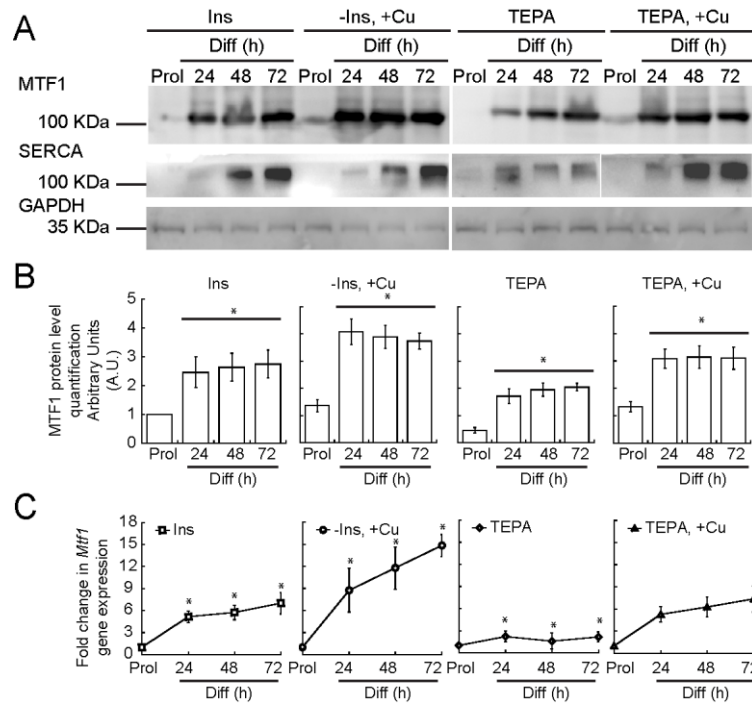 A
Ins -Ins, +Cu TEPA TEPA, +Cu
Diff (h) Diff (h) Diff (h) Diff (h)
Prol 24 48 72 Prol 24 48 72 Prol 24 48 72 Prol 24 48 72
MTF1
100 KDa
SERCA
100 KDa
GAPDH
35 KDa
B
Ins -Ins, +Cu TEPA TEPA, +Cu
MTF1 protein level
quantification
Arbitrary Units
(A.U.)
5
4
3
2
1
0
* * * *
Prol 24 48 72 Prol 24 48 72 Prol 24 48 72 Prol 24 48 72
Diff (h) Diff (h) Diff (h) Diff (h)
C
Fold change in Mtf1
gene expression
18
15
12
9
6
3
0
Ins -Ins, +Cu TEPA TEPA, +Cu
* * * * * * * * *
Prol 24 48 72 Prol 24 48 72 Prol 24 48 72 Prol 24 48 72
Diff (h) Diff (h) Diff (h) Diff (h)